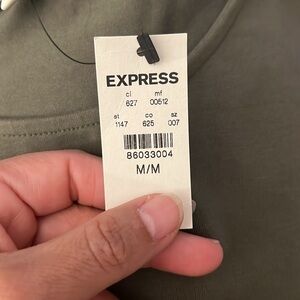 EXPRESS
cl mf
627 00512
st co sz
1147 625 007
86033004
M/M